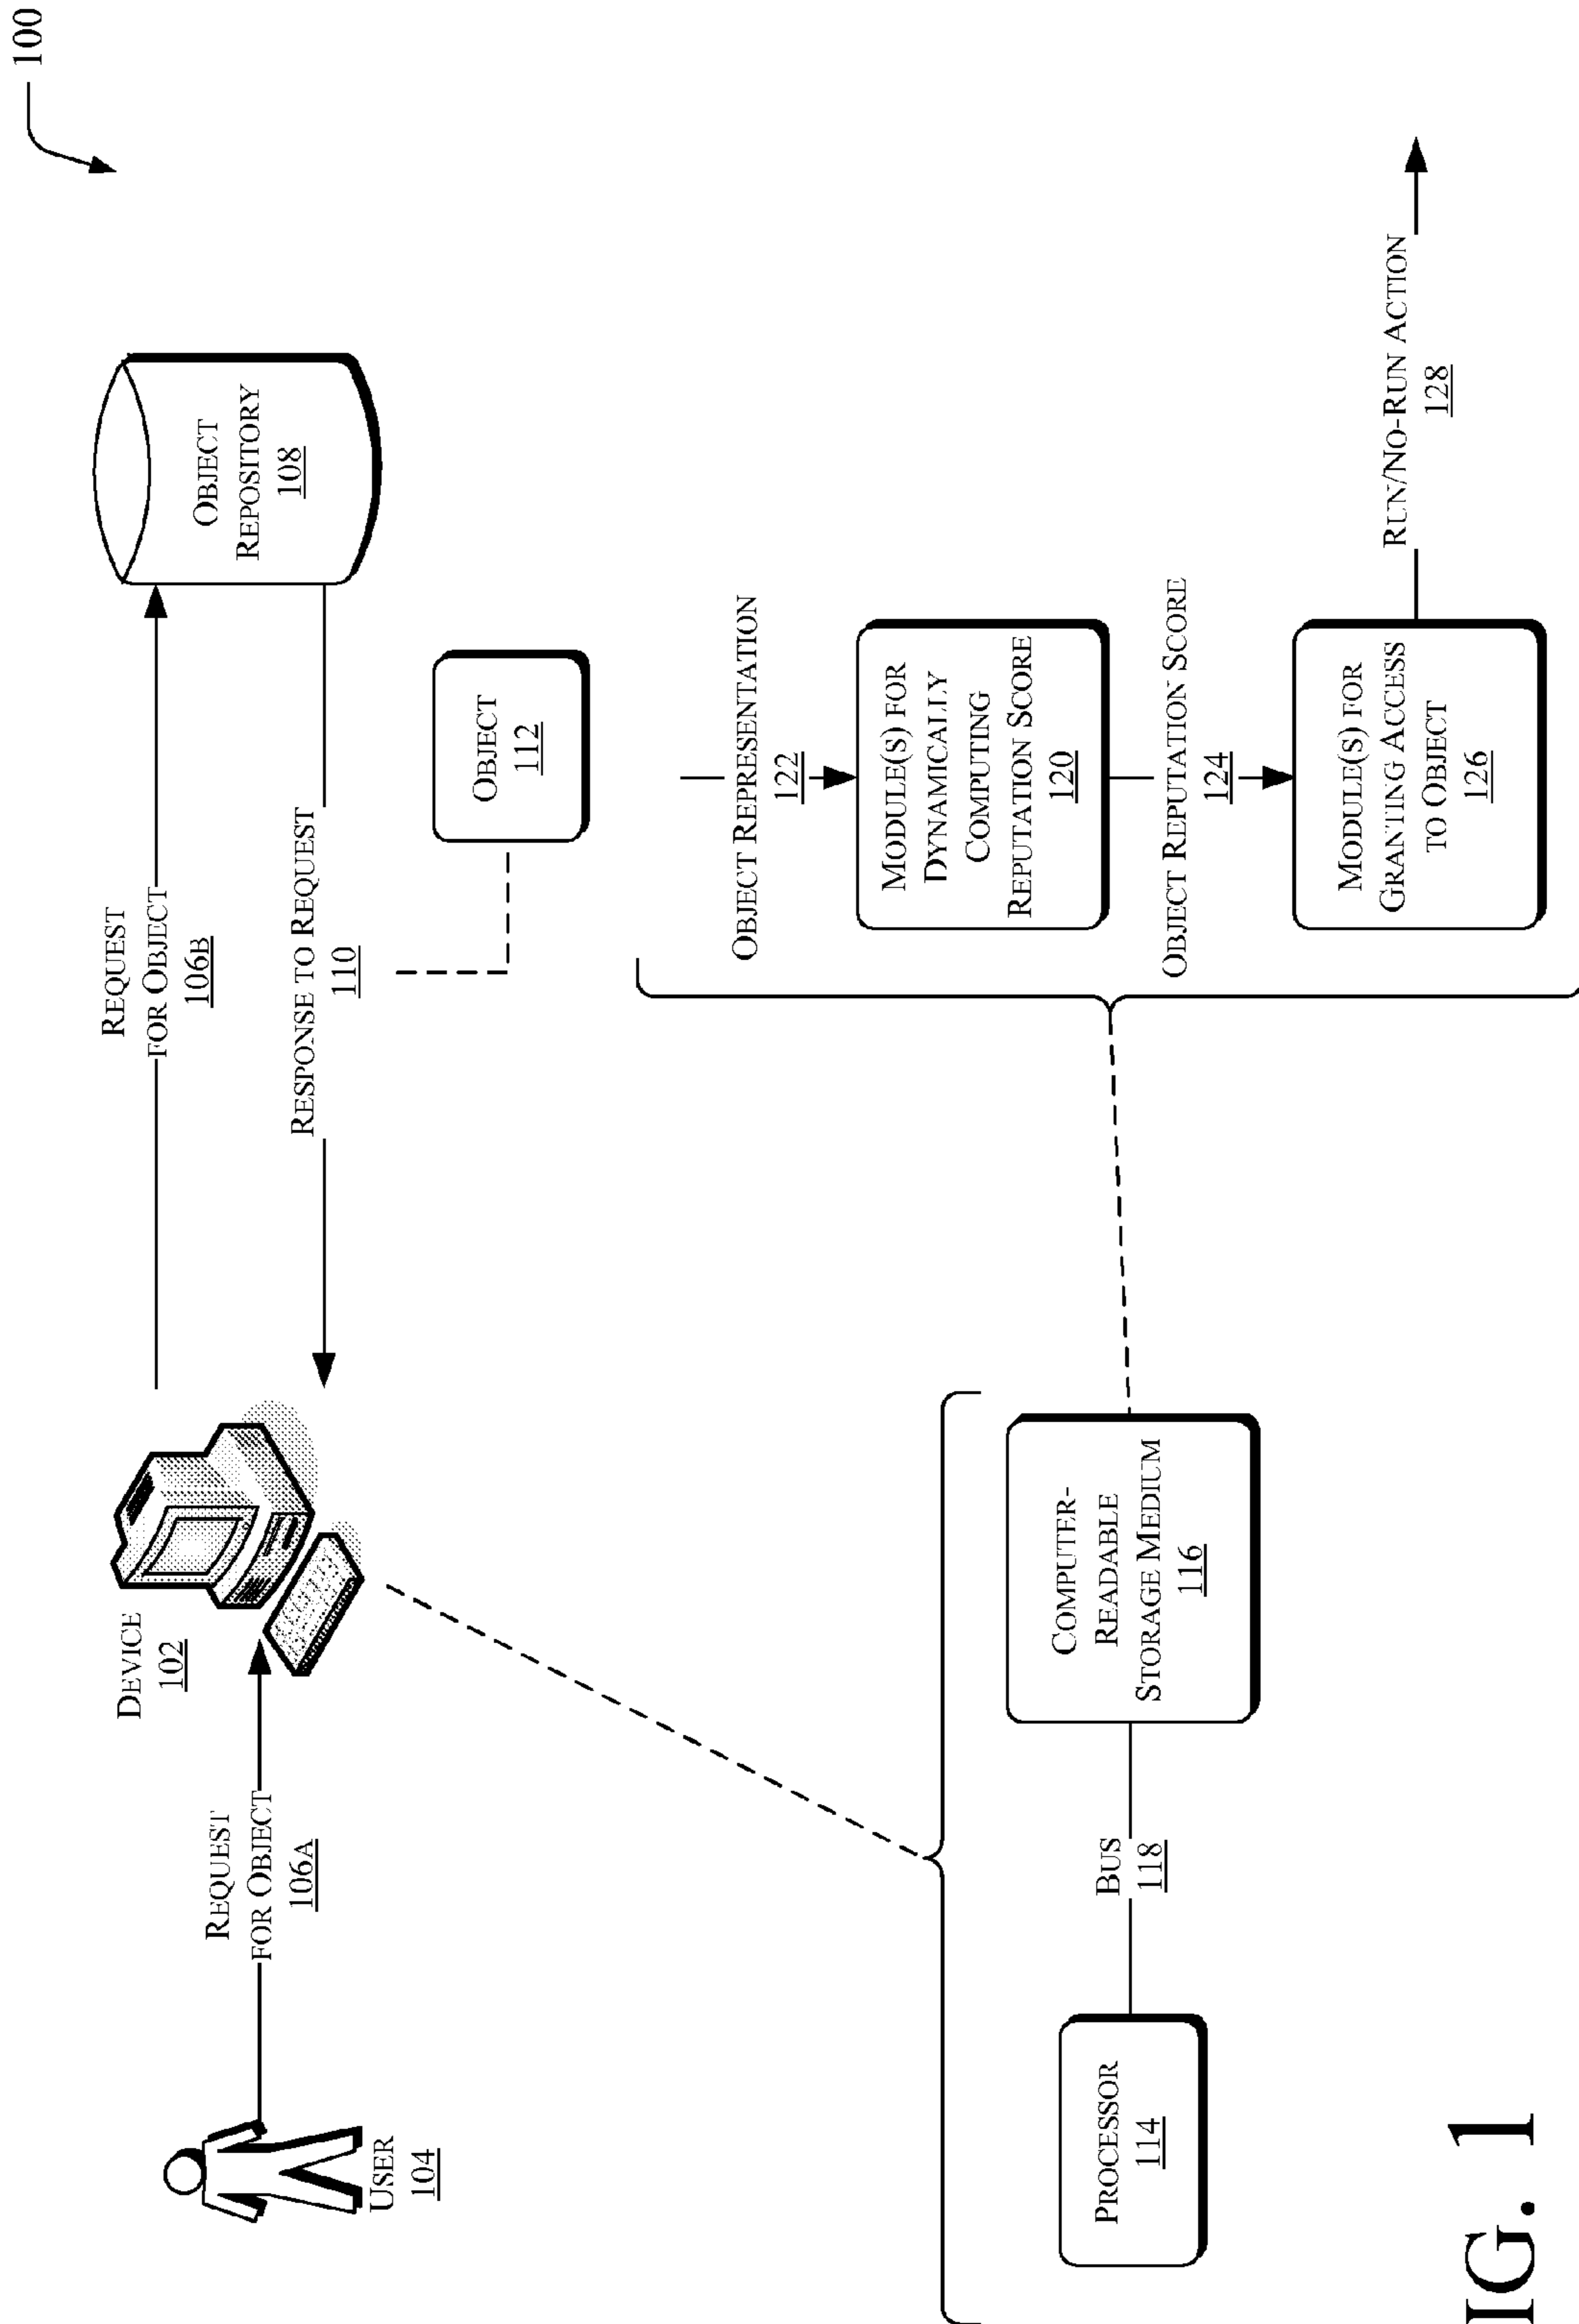 100
REQUEST
FOR OBJECT
106B
OBJECT
REPOSITORY
108
DEVICE
102
REQUEST
FOR OBJECT
106A
RESPONSE TO REQUEST
110
USER
104
OBJECT
112
OBJECT REPRESENTATION
122
MODULE(S) FOR
DYNAMICALLY
COMPUTING
REPUTATION SCORE
120
PROCESSOR
114
BUS
118
COMPUTER-
READABLE
STORAGE MEDIUM
116
OBJECT REPUTATION SCORE
124
MODULE(S) FOR
GRANTING ACCESS
TO OBJECT
126
RUN/NO-RUN ACTION
128
IG. 1